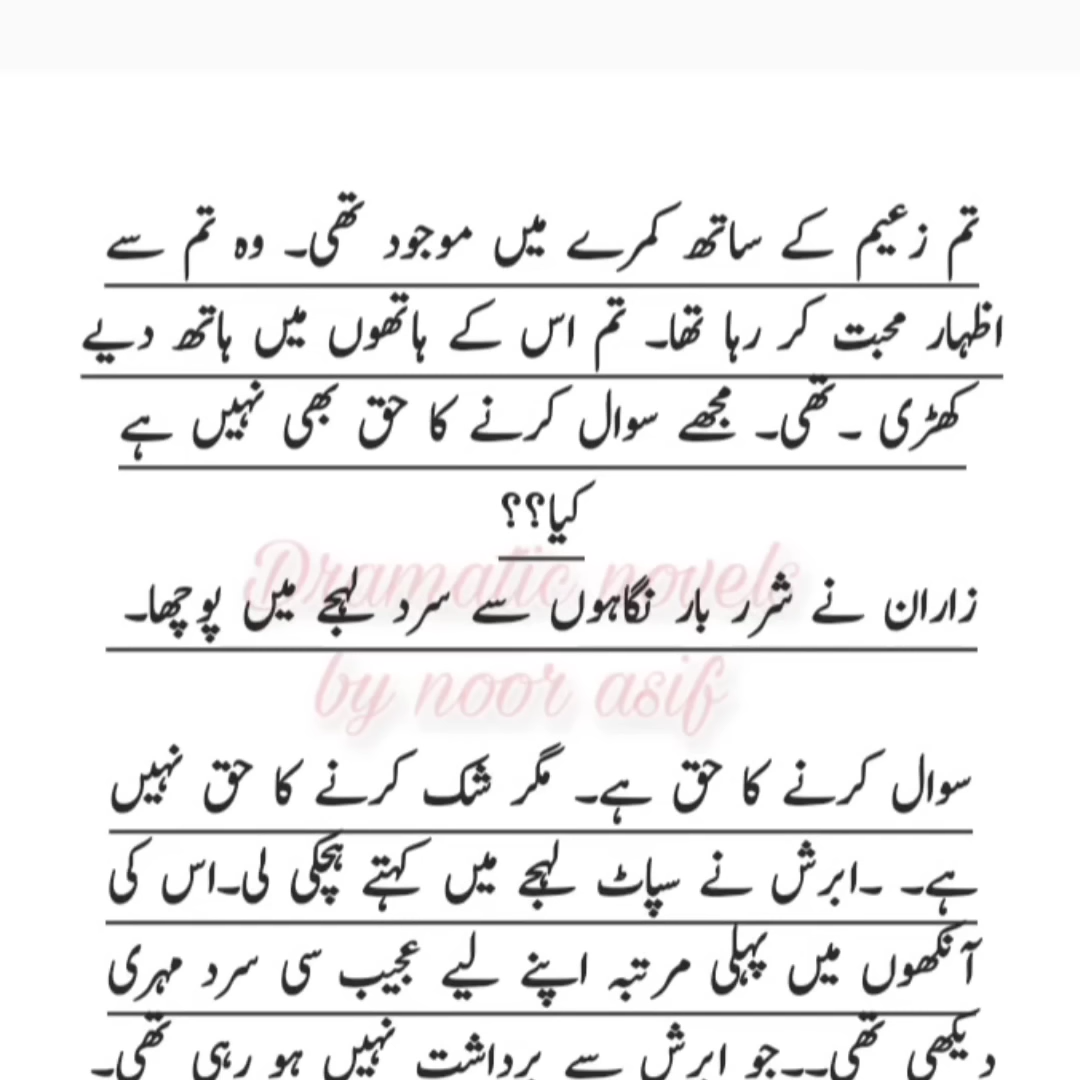 تم زعیم کے ساتھ کمرے میں موجود تھی۔ وہ تم سے
اظہار محبت کر رہا تھا۔ تم اس کے ہاتھوں میں ہاتھ دیے
کھڑی ۔تھی۔ مجھے سوال کرنے کا حق بھی نہیں ہے
کیا؟؟
Dramatic novels
زاران نے شرر بار نگاہوں سے سرد لہجے میں پوچھا۔
by noor asif
سوال کرنے کا حق ہے۔ مگر شک کرنے کا حق نہیں
ہے۔ ۔ابرش نے سپاٹ لہجے میں کہتے ہچکی لی۔اس کی
آنکھوں میں پہلی مرتبہ اپنے لیے عجیب سی سرد مہری
دیکھی تھی۔۔جو ابرش سے برداشت نہیں ہو رہی تھی۔